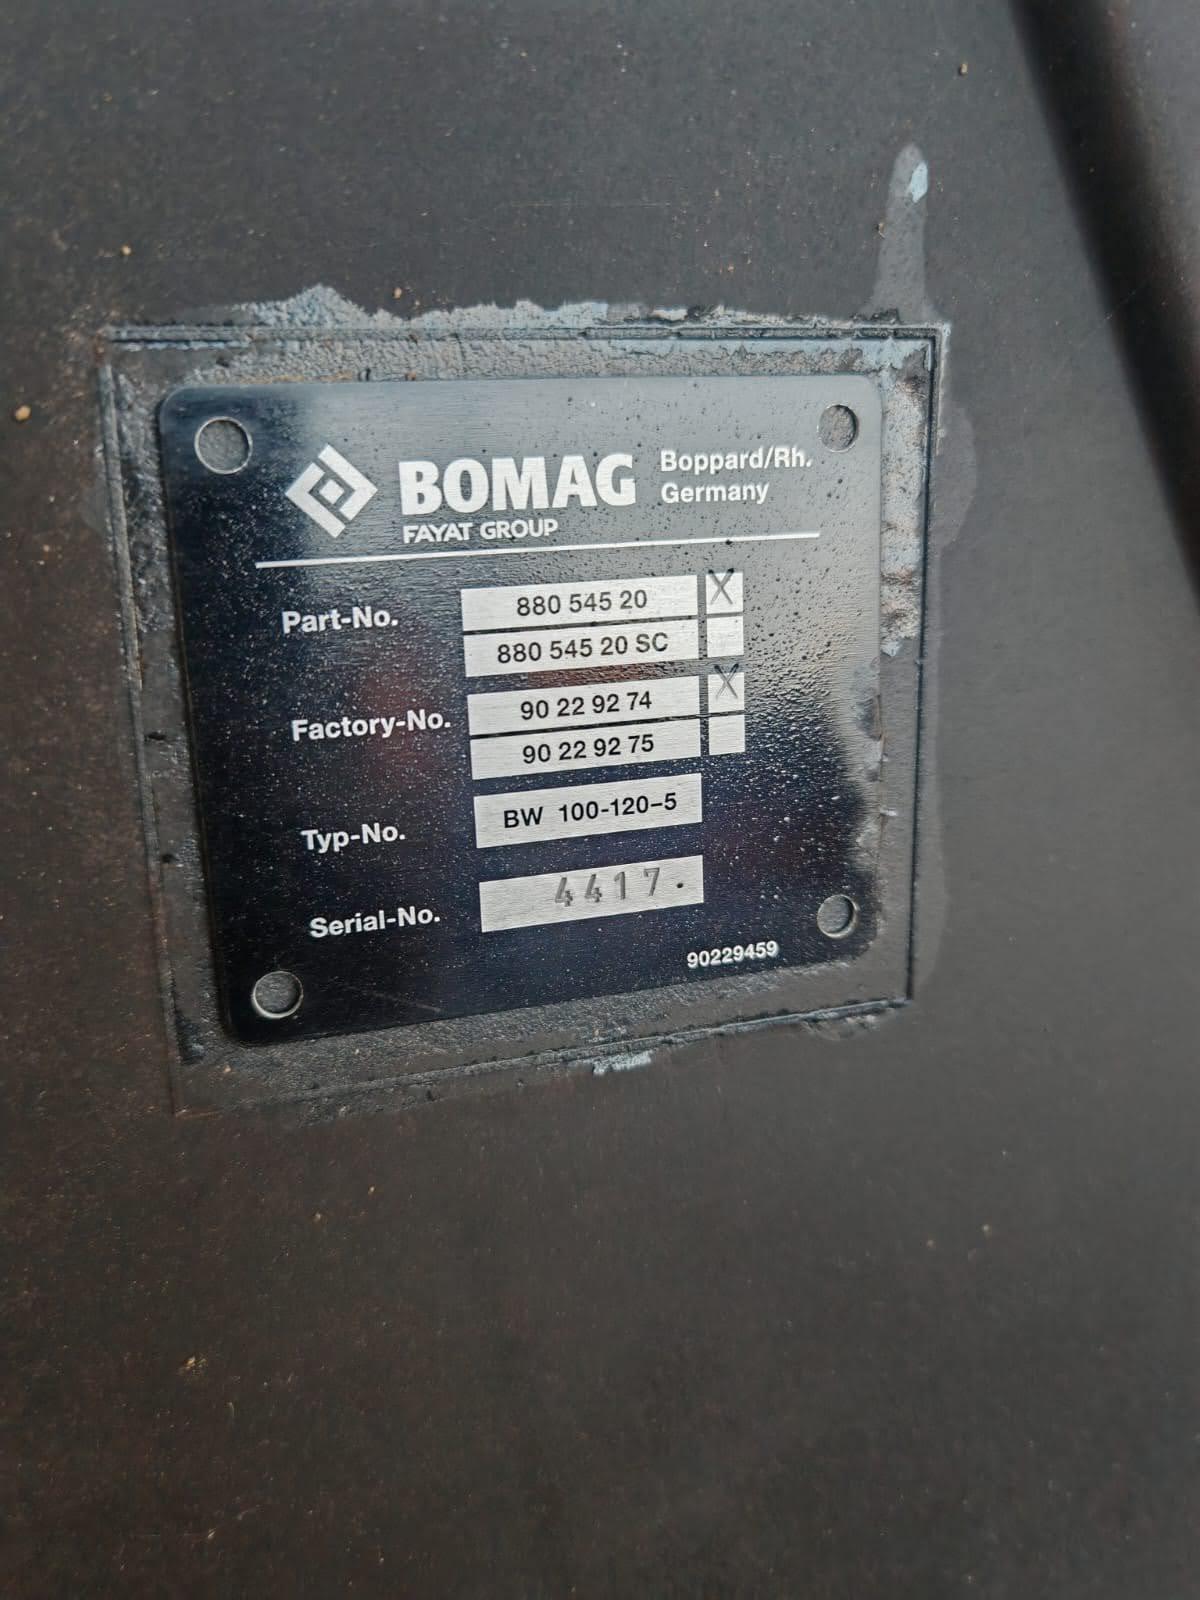 BOMAG
FAYAT GROUP
Boppard/Rh.
Germany
Part-No. 880 545 20 X
880 545 20 SC
Factory-No. 90 22 92 74 X
90 22 92 75
Typ-No. BW 100-120-5
Serial-No. 4417.
90229459